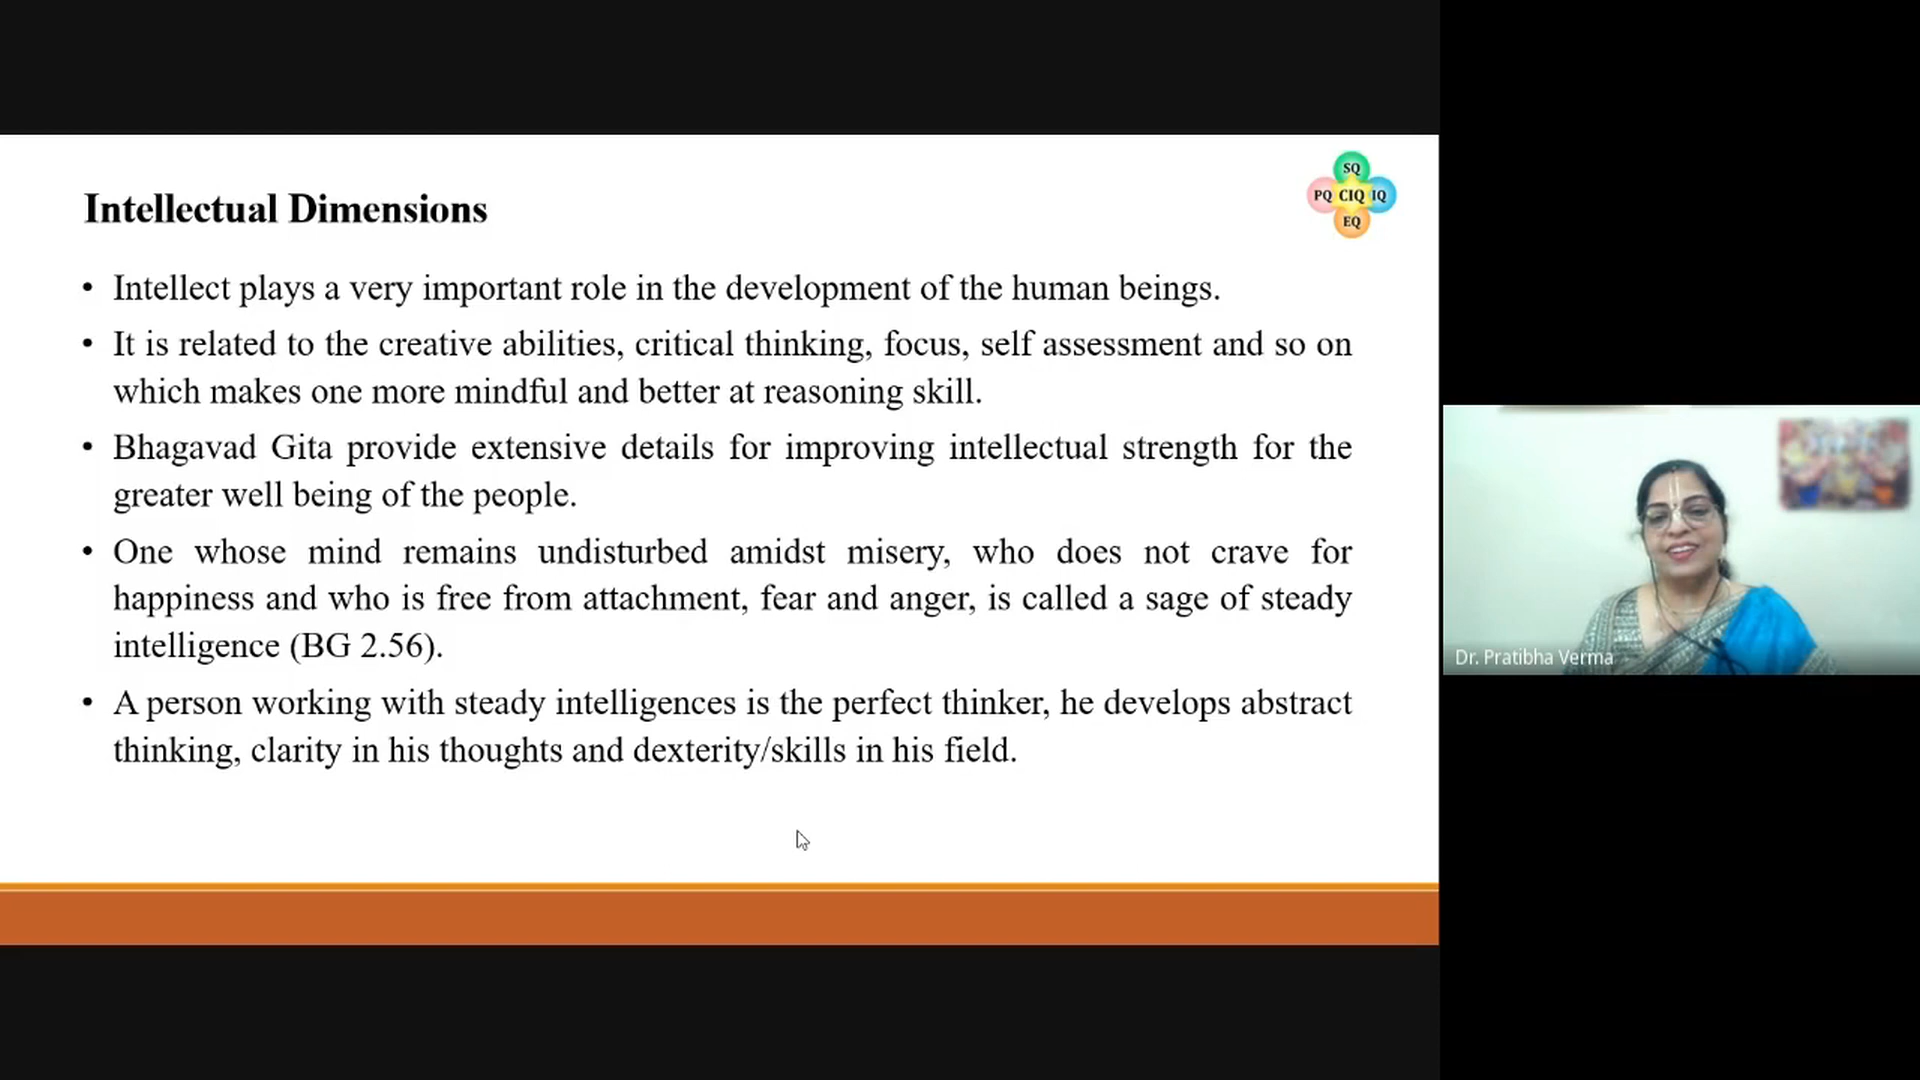 Intellectual Dimensions
SQ
PQ CIQ IQ
EQ
• Intellect plays a very important role in the development of the human beings.
• It is related to the creative abilities, critical thinking, focus, self assessment and so on
which makes one more mindful and better at reasoning skill.
• Bhagavad Gita provide extensive details for improving intellectual strength for the
greater well being of the people.
• One whose mind remains undisturbed amidst misery, who does not crave for
happiness and who is free from attachment, fear and anger, is called a sage of steady
intelligence (BG 2.56).
• A person working with steady intelligences is the perfect thinker, he develops abstract
thinking, clarity in his thoughts and dexterity/skills in his field.
Dr. Pratibha Verma